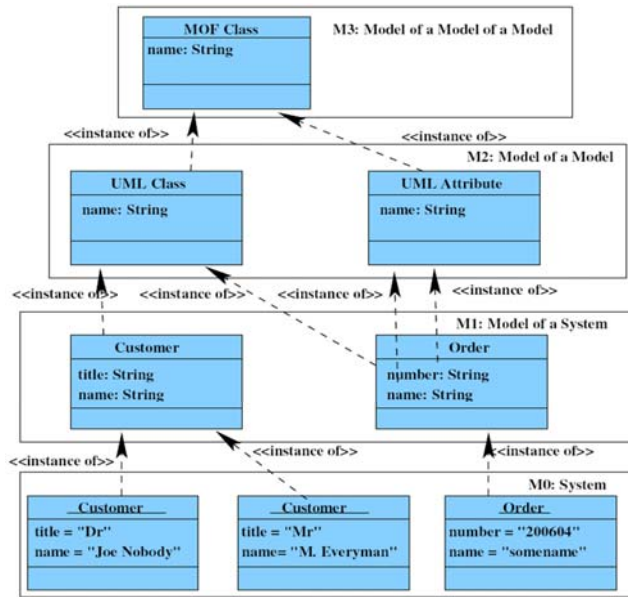 MOF Class
M3: Model of a Model of a Model
name: String
<<instance of>>
<<instance of>>
M2: Model of a Model
UML Class
UML Attribute
name: String
name: String
<<instance of>>
<<instance of>>
<<instance of>>
<<instance of>>
M1: Model of a System
Customer
Order
title: String
number: String
name: String
name: String
<<instance of>>
<<instance of>>
<<instance of>>
M0: System
Customer
Customer
Order
title = "Dr"
title = "Mr"
number = "200604"
name = "Joe Nobody"
name= "M. Everyman"
name = "somename"